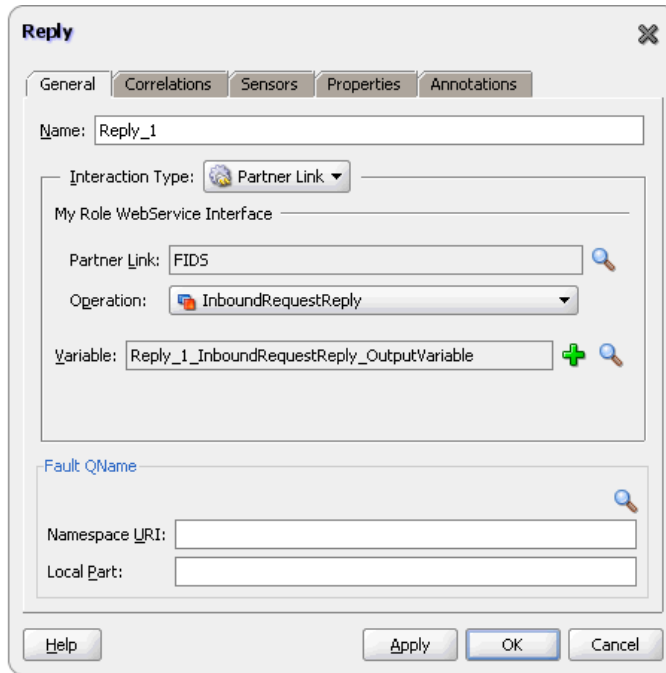 Reply
General Correlations Sensors Properties Annotations
Name: Reply_1
Interaction Type: Partner Link
My Role WebService Interface
Partner Link: FIDS
Operation: InboundRequestReply
Variable: Reply_1_InboundRequestReply_OutputVariable
Fault QName
Namespace URI:
Local Part:
Help Apply OK Cancel